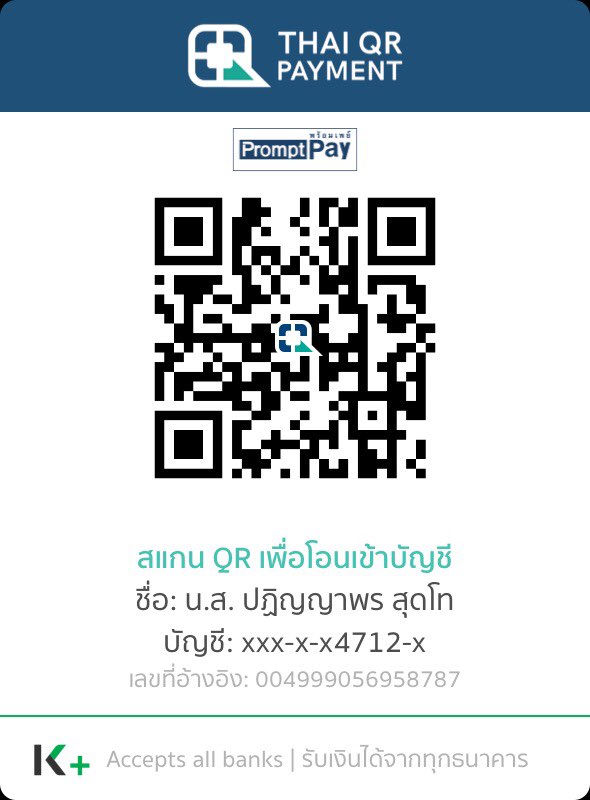 THAI QR
PAYMENT
พร้อมเพย์
PromptPay
สแกน QR เพื่อโอนเข้าบัญชี
ชื่อ: น.ส. ปฏิญญาพร สุดโท
บัญชี: xxx-x-x4712-x
เลขที่อ้างอิง: 004999056958787
K+ Accepts all banks | รับเงินได้จากทุกธนาคาร